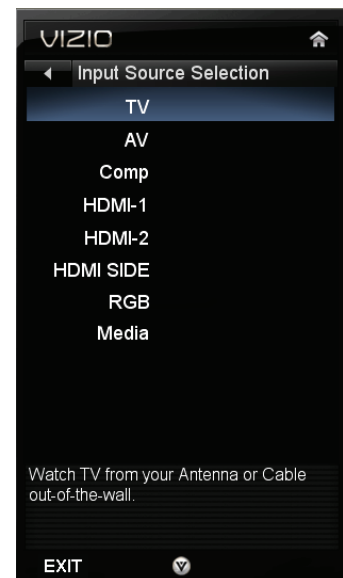 VIZIO
Input Source Selection
TV
AV
Comp
HDMI-1
HDMI-2
HDMI SIDE
RGB
Media
Watch TV from your Antenna or Cable
out-of-the-wall.
EXIT
V